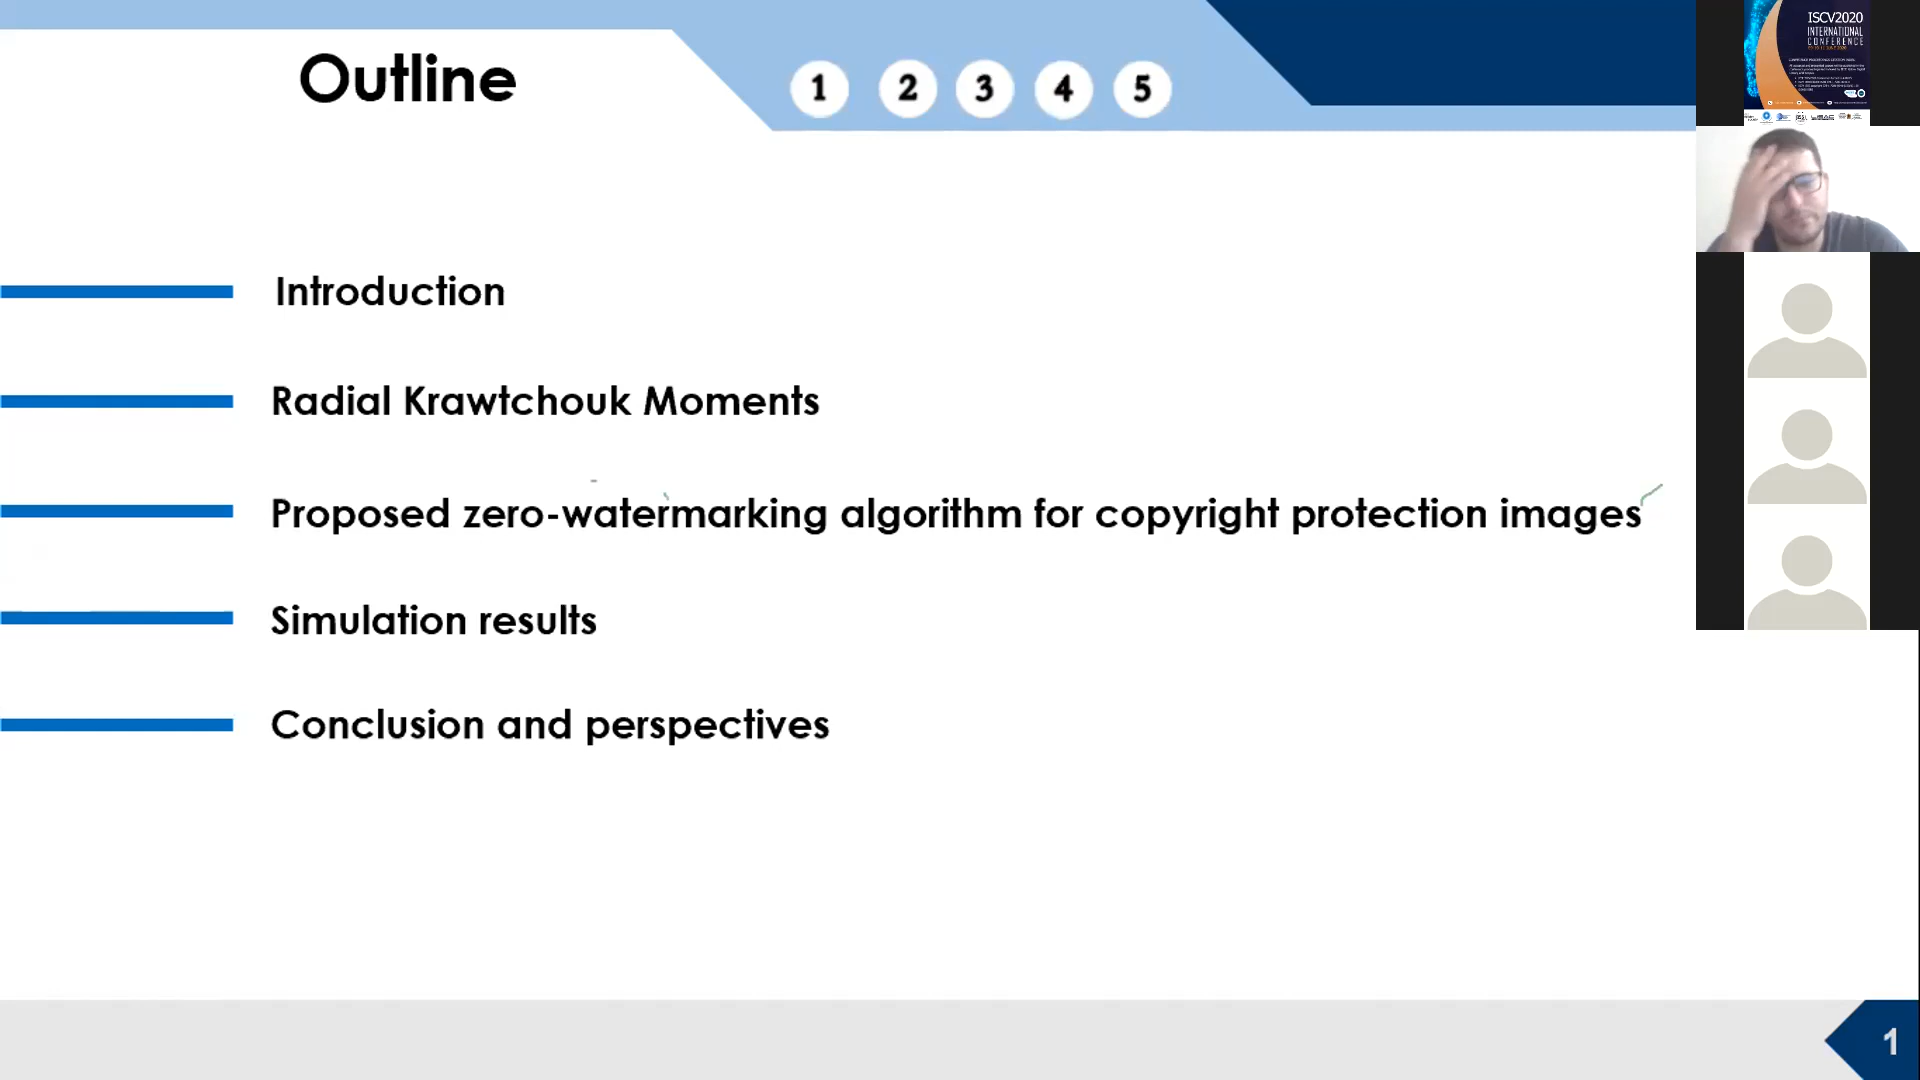 Outline
1 2 3 4 5
Introduction
Radial Krawtchouk Moments
Proposed zero-watermarking algorithm for copyright protection images
Simulation results
Conclusion and perspectives
1
ISCV2020
INTERNATIONAL
CONFERENCE